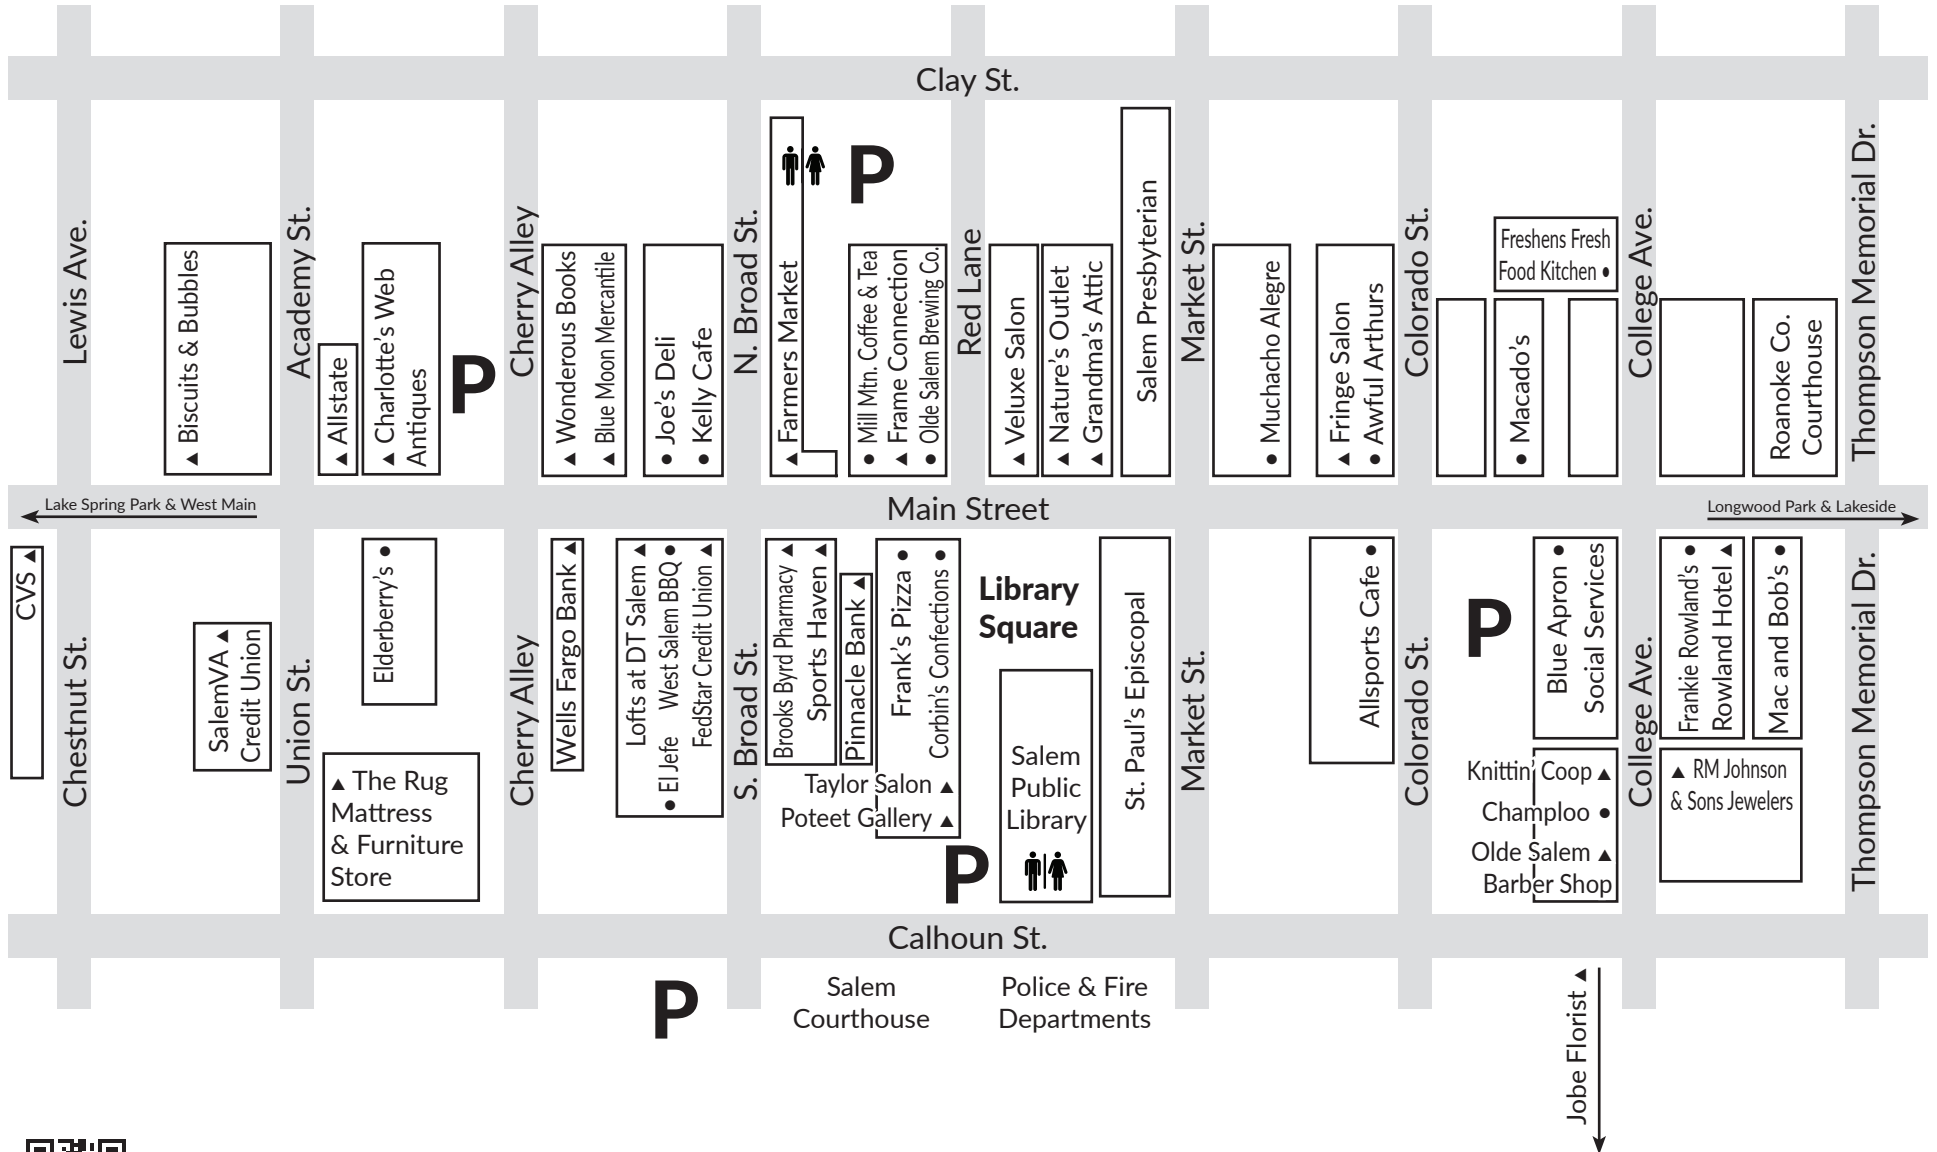 Clay St.
Lewis Ave.
Academy St.
Cherry Alley
N. Broad St.
Red Lane
Market St.
Colorado St.
College Ave.
Thompson Memorial Dr.
▲ Biscuits & Bubbles
▲ Allstate
▲ Charlotte's Web
Antiques
P
▲ Wonderous Books
▲ Blue Moon Mercantile
● Joe's Deli
● Kelly Cafe
▲ Farmers Market
P
● Mill Mtn. Coffee & Tea
▲ Frame Connection
● Olde Salem Brewing Co.
▲ Veluxe Salon
▲ Nature's Outlet
▲ Grandma's Attic
Salem Presbyterian
● Muchacho Alegre
▲ Fringe Salon
● Awful Arthurs
Freshens Fresh
Food Kitchen ●
● Macado's
Roanoke Co.
Courthouse
Lake Spring Park & West Main
Main Street
Longwood Park & Lakeside
CVS ▲
Chestnut St.
SalemVA ▲
Credit Union
Union St.
Elderberry's ●
▲ The Rug
Mattress
& Furniture
Store
Cherry Alley
Wells Fargo Bank ▲
Lofts at DT Salem ▲
● El Jefe West Salem BBQ ●
FedStar Credit Union ▲
S. Broad St.
Brooks Byrd Pharmacy ▲
Sports Haven ▲
Pinnacle Bank ▲
Frank's Pizza ●
Corbin's Confections ●
Taylor Salon ▲
Poteet Gallery ▲
Library
Square
P
Salem
Public
Library
St. Paul's Episcopal
Market St.
Allsports Cafe ●
Colorado St.
P
Blue Apron ●
Social Services
Knittin' Coop ▲
Champloo ●
Olde Salem ▲
Barber Shop
College Ave.
Frankie Rowland's ●
Rowland Hotel ▲
Mac and Bob's ●
▲ RM Johnson
& Sons Jewelers
Thompson Memorial Dr.
Calhoun St.
P
Salem
Courthouse
Police & Fire
Departments
Jobe Florist ▲